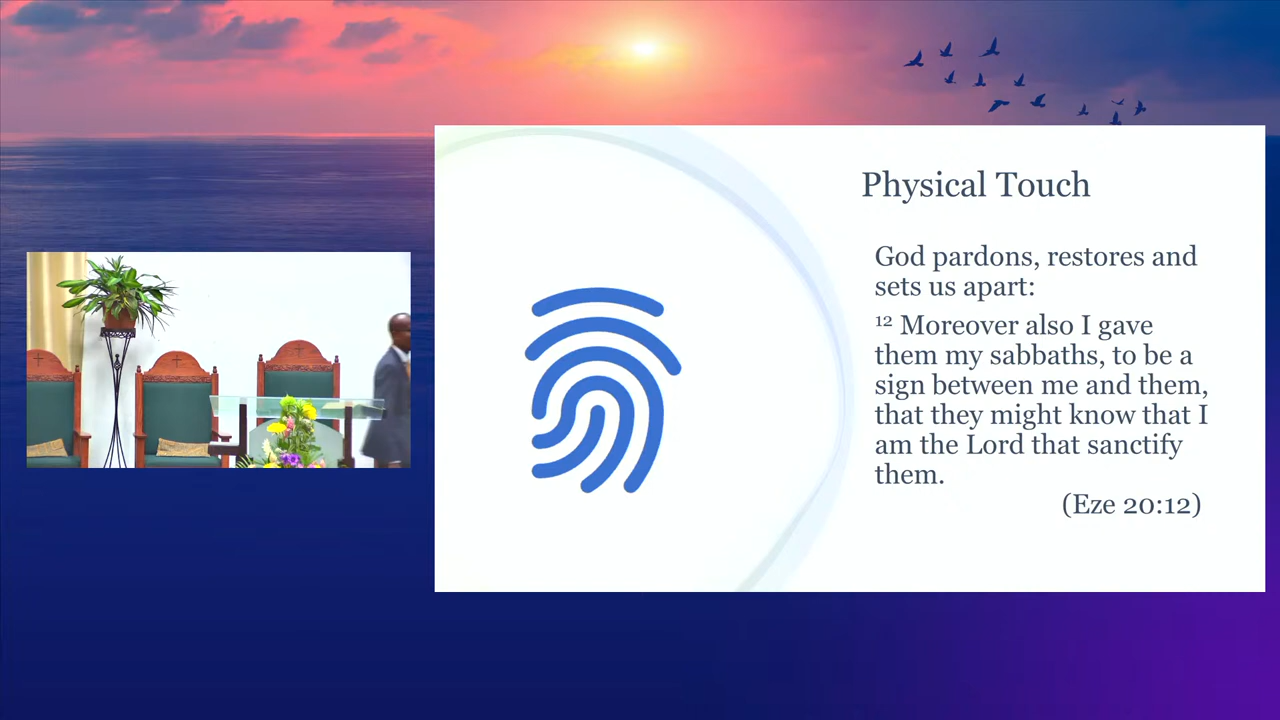 Physical Touch
God pardons, restores and
sets us apart:
12 Moreover also I gave
them my sabbaths, to be a
sign between me and them,
that they might know that I
am the Lord that sanctify
them.
(Eze 20:12)